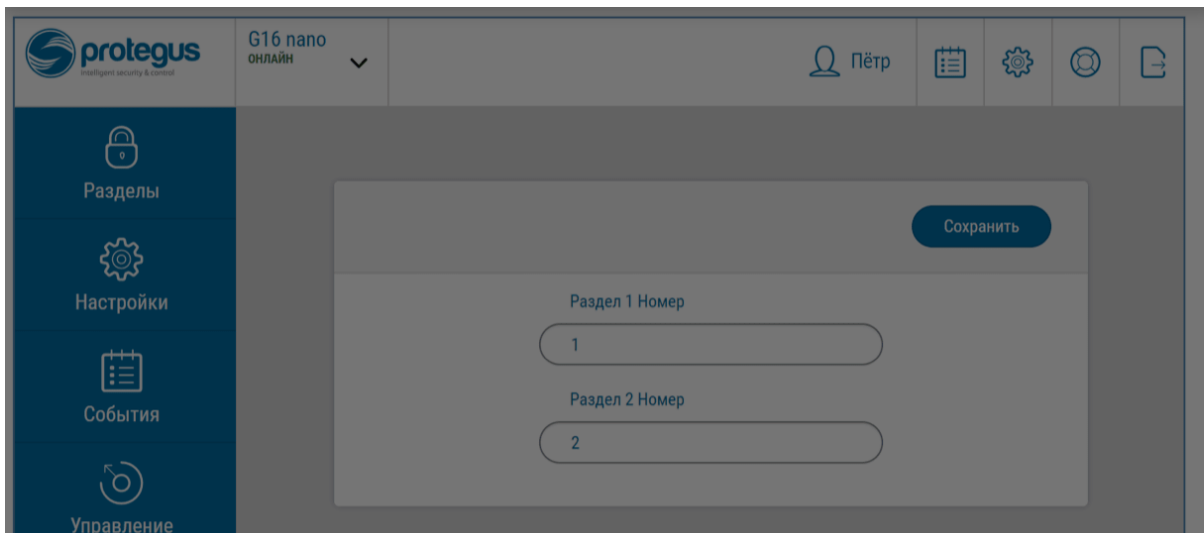 protegus
intelligent security & control
G16 nano
ОНЛАЙН
Пётр
Разделы
Настройки
События
Управление
Сохранить
Раздел 1 Номер
1
Раздел 2 Номер
2